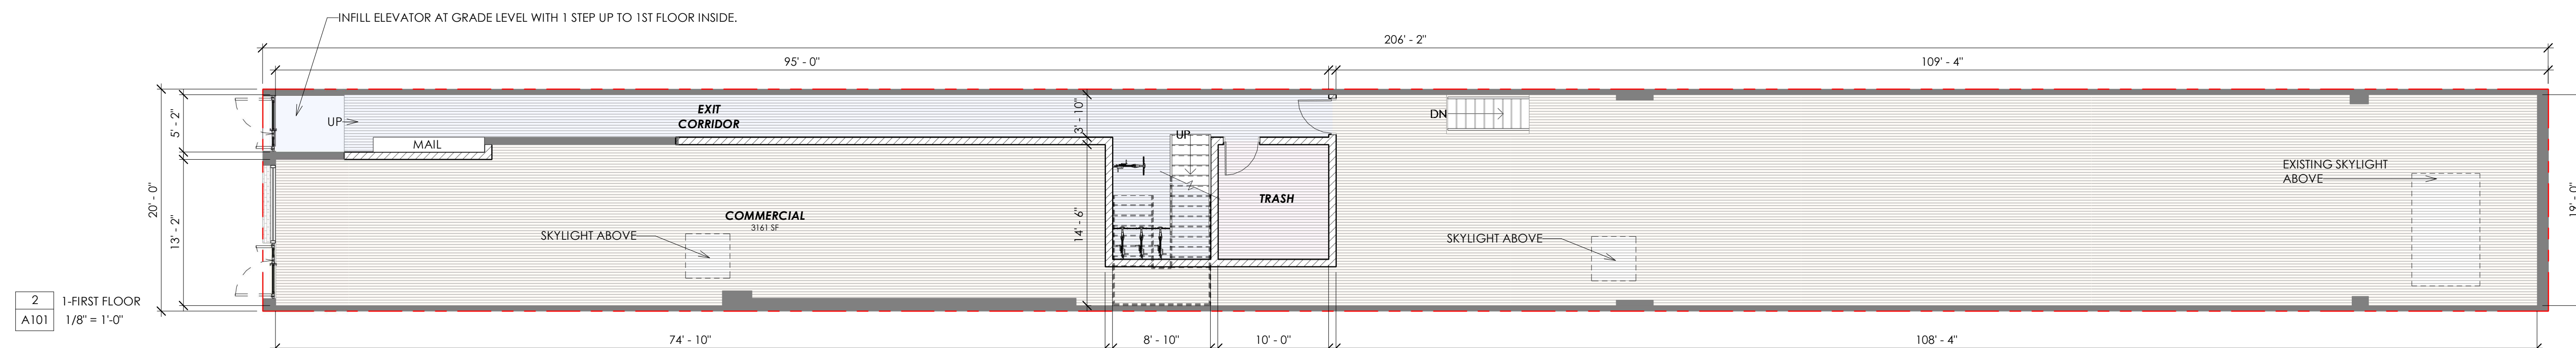 INFILL ELEVATOR AT GRADE LEVEL WITH 1 STEP UP TO 1ST FLOOR INSIDE.
206' - 2"
95' - 0"
109' - 4"
EXIT
CORRIDOR
3' - 10"
5' - 2"
UP
DN
MAIL
UP
EXISTING SKYLIGHT
ABOVE
20' - 0"
13' - 2"
TRASH
19' - 0"
COMMERCIAL
3161 SF
14' - 6"
SKYLIGHT ABOVE
SKYLIGHT ABOVE
2
1-FIRST FLOOR
A101
1/8" = 1'-0"
74' - 10"
8' - 10"
10' - 0"
108' - 4"